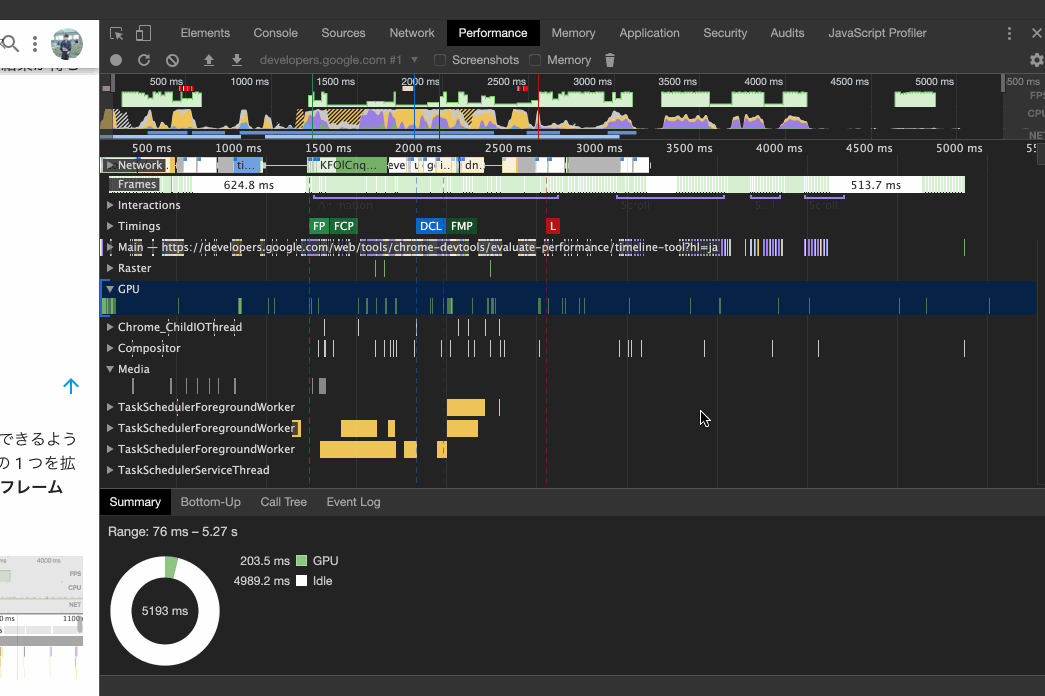 Elements Console Sources Network Performance Memory Application Security Audits JavaScript Profiler
developers.google.com #1 Screenshots Memory
500 ms 1000 ms 1500 ms 2000 ms 2500 ms 3000 ms 3500 ms 4000 ms 4500 ms 5000 ms 500 ms
FPS
CPU
NET
500 ms 1000 ms 1500 ms 2000 ms 2500 ms 3000 ms 3500 ms 4000 ms 4500 ms 5000 ms
Network ti… KFOlCnq… eve g i… dn…
Frames 624.8 ms 513.7 ms
Interactions
Timings FP FCP DCL FMP L
Main — https://developers.google.com/web/tools/chrome-devtools/evaluate-performance/timeline-tool?hl=ja
Raster
GPU
Chrome_ChildIOThread
Compositor
Media
TaskSchedulerForegroundWorker
TaskSchedulerForegroundWorker
TaskSchedulerForegroundWorker
TaskSchedulerServiceThread
Summary Bottom-Up Call Tree Event Log
Range: 76 ms – 5.27 s
203.5 ms GPU
4989.2 ms Idle
5193 ms
できるよう
の 1 つを拡
フレーム
4000 ms
FPS
CPU
NET